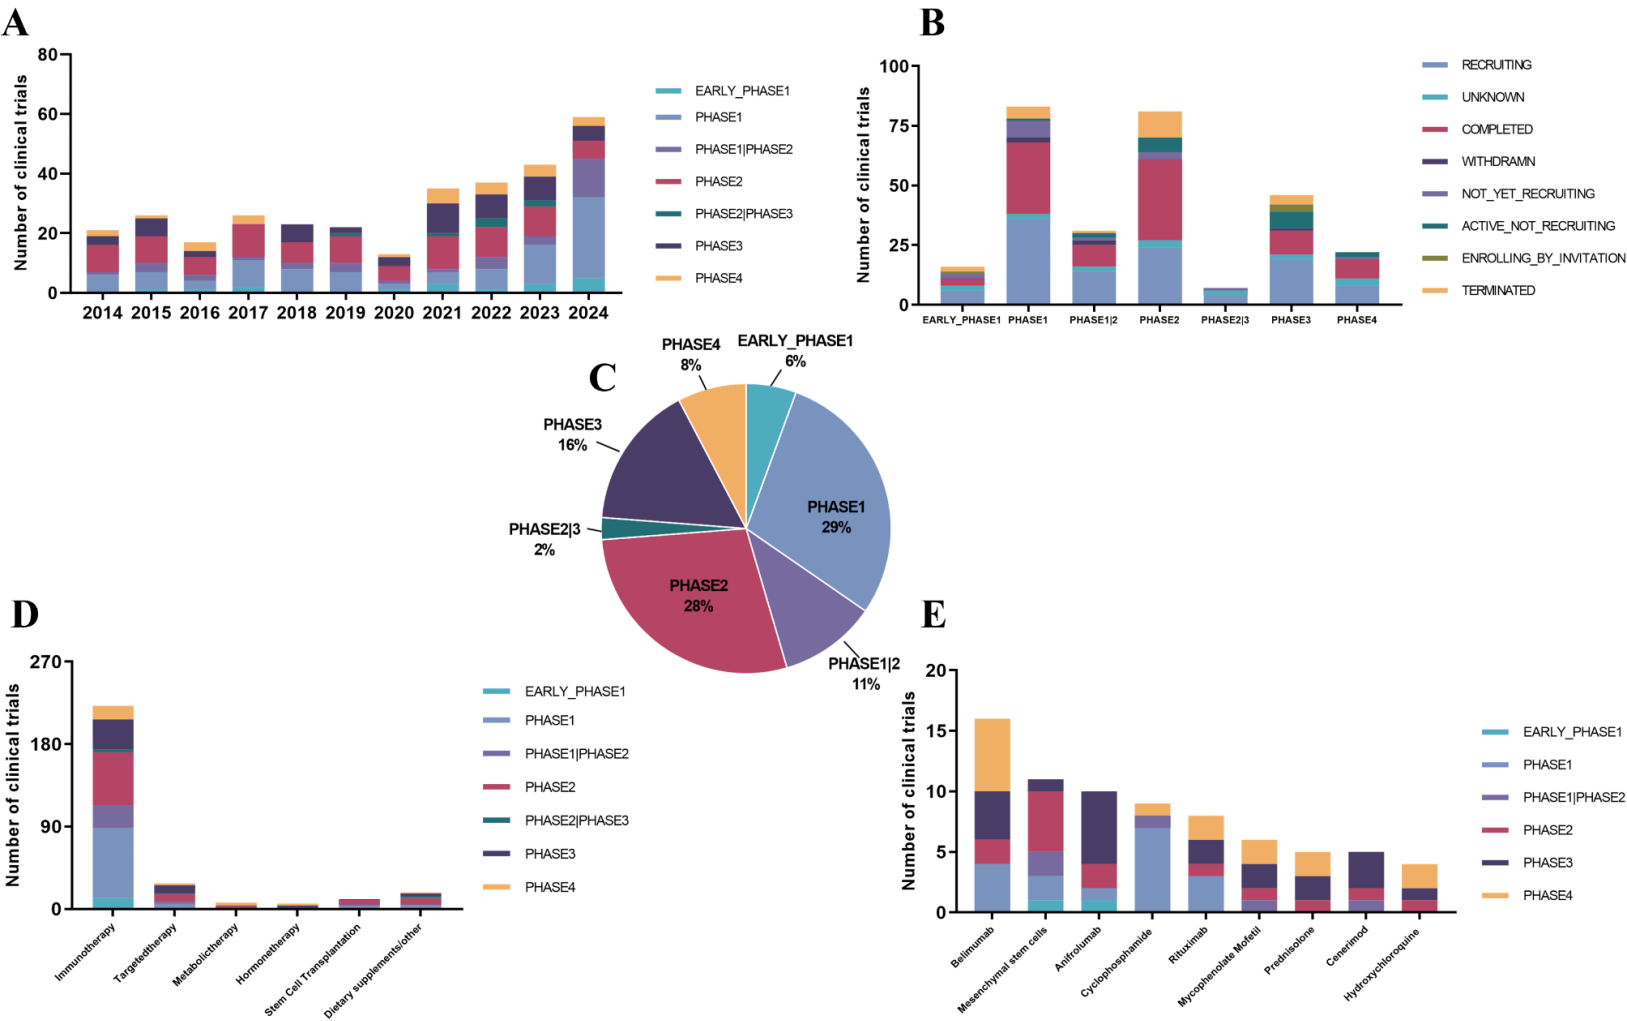 A
Number of clinical trials
80
60
40
20
0
2014 2015 2016 2017 2018 2019 2020 2021 2022 2023 2024
EARLY_PHASE1
PHASE1
PHASE1|PHASE2
PHASE2
PHASE2|PHASE3
PHASE3
PHASE4
B
Number of clinical trials
100
75
50
25
0
EARLY_PHASE1 PHASE1 PHASE1|2 PHASE2 PHASE2|3 PHASE3 PHASE4
RECRUITING
UNKNOWN
COMPLETED
WITHDRAMN
NOT_YET_RECRUITING
ACTIVE_NOT_RECRUITING
ENROLLING_BY_INVITATION
TERMINATED
C
PHASE4
8%
EARLY_PHASE1
6%
PHASE3
16%
PHASE1
29%
PHASE2|3
2%
PHASE2
28%
PHASE1|2
11%
D
Number of clinical trials
270
180
90
0
Immunotherapy
Targetedtherapy
Metabolictherapy
Hormonetherapy
Stem Cell Transplantation
Dietary supplements/other
EARLY_PHASE1
PHASE1
PHASE1|PHASE2
PHASE2
PHASE2|PHASE3
PHASE3
PHASE4
E
Number of clinical trials
20
15
10
5
0
Belinumab
Mesenchymal stem cells
Anifrolumab
Cyclophosphamide
Rituximab
Mycophenolate Mofetil
Prednisolone
Cenerimod
Hydroxychloroquine
EARLY_PHASE1
PHASE1
PHASE1|PHASE2
PHASE2
PHASE3
PHASE4